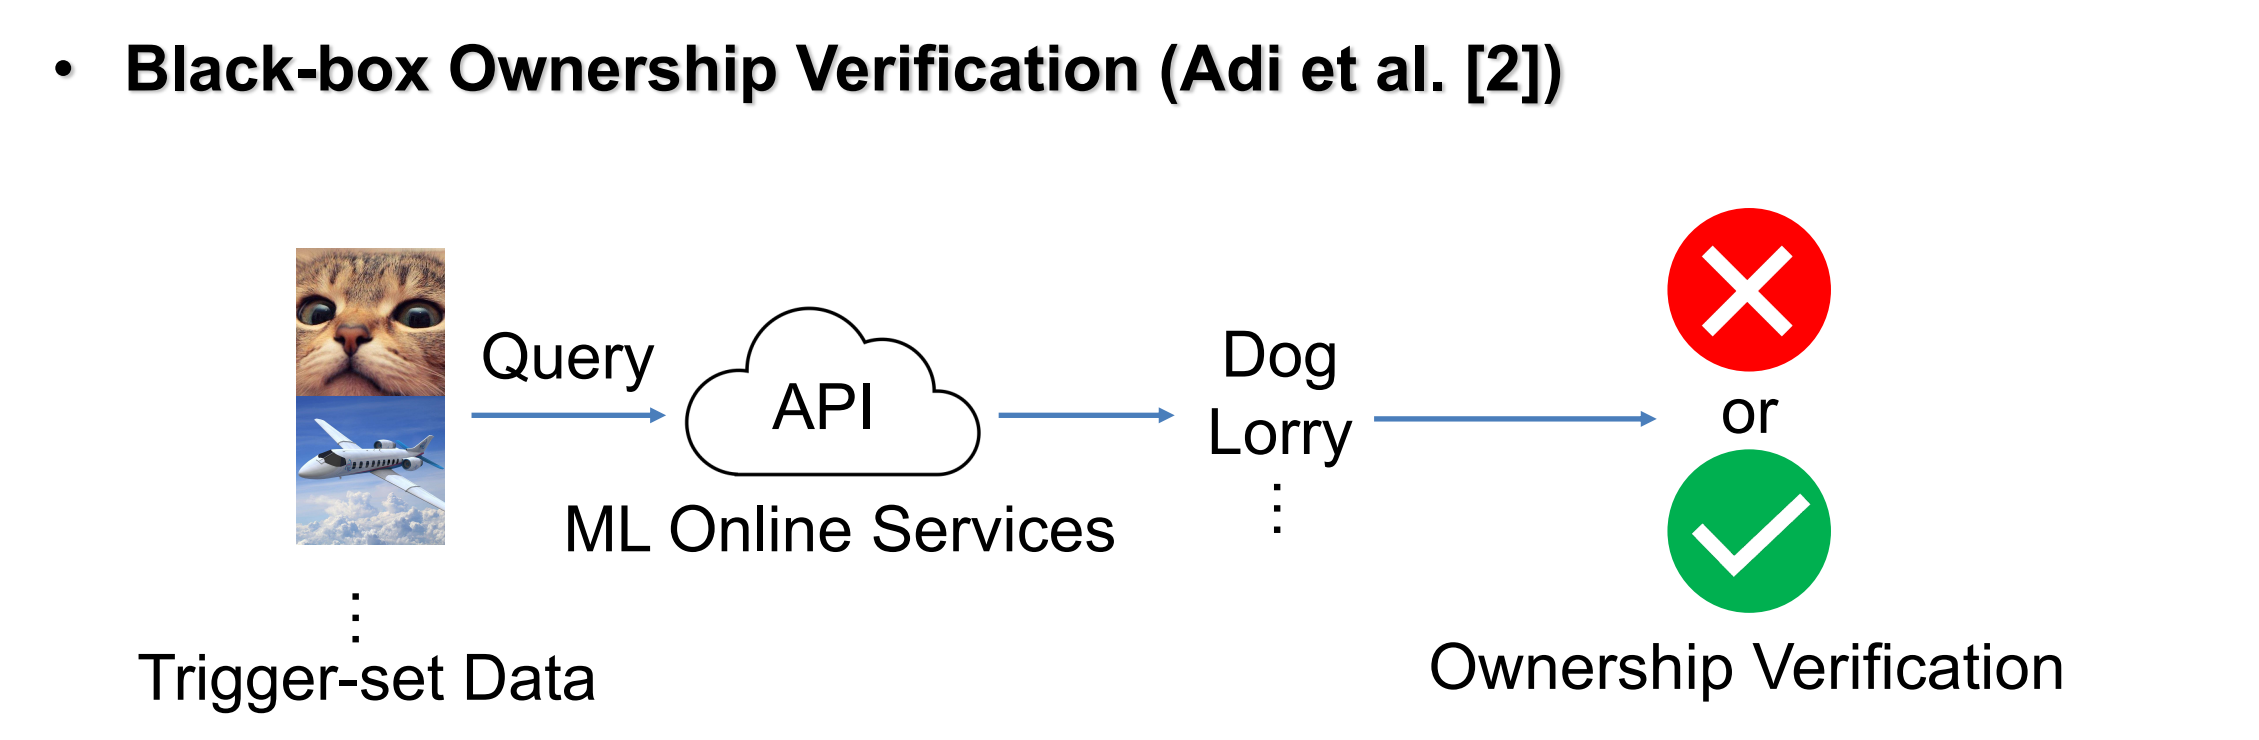 • Black-box Ownership Verification (Adi et al. [2])
Query
API
ML Online Services
Dog
Lorry
⋮
or
⋮
Trigger-set Data
Ownership Verification